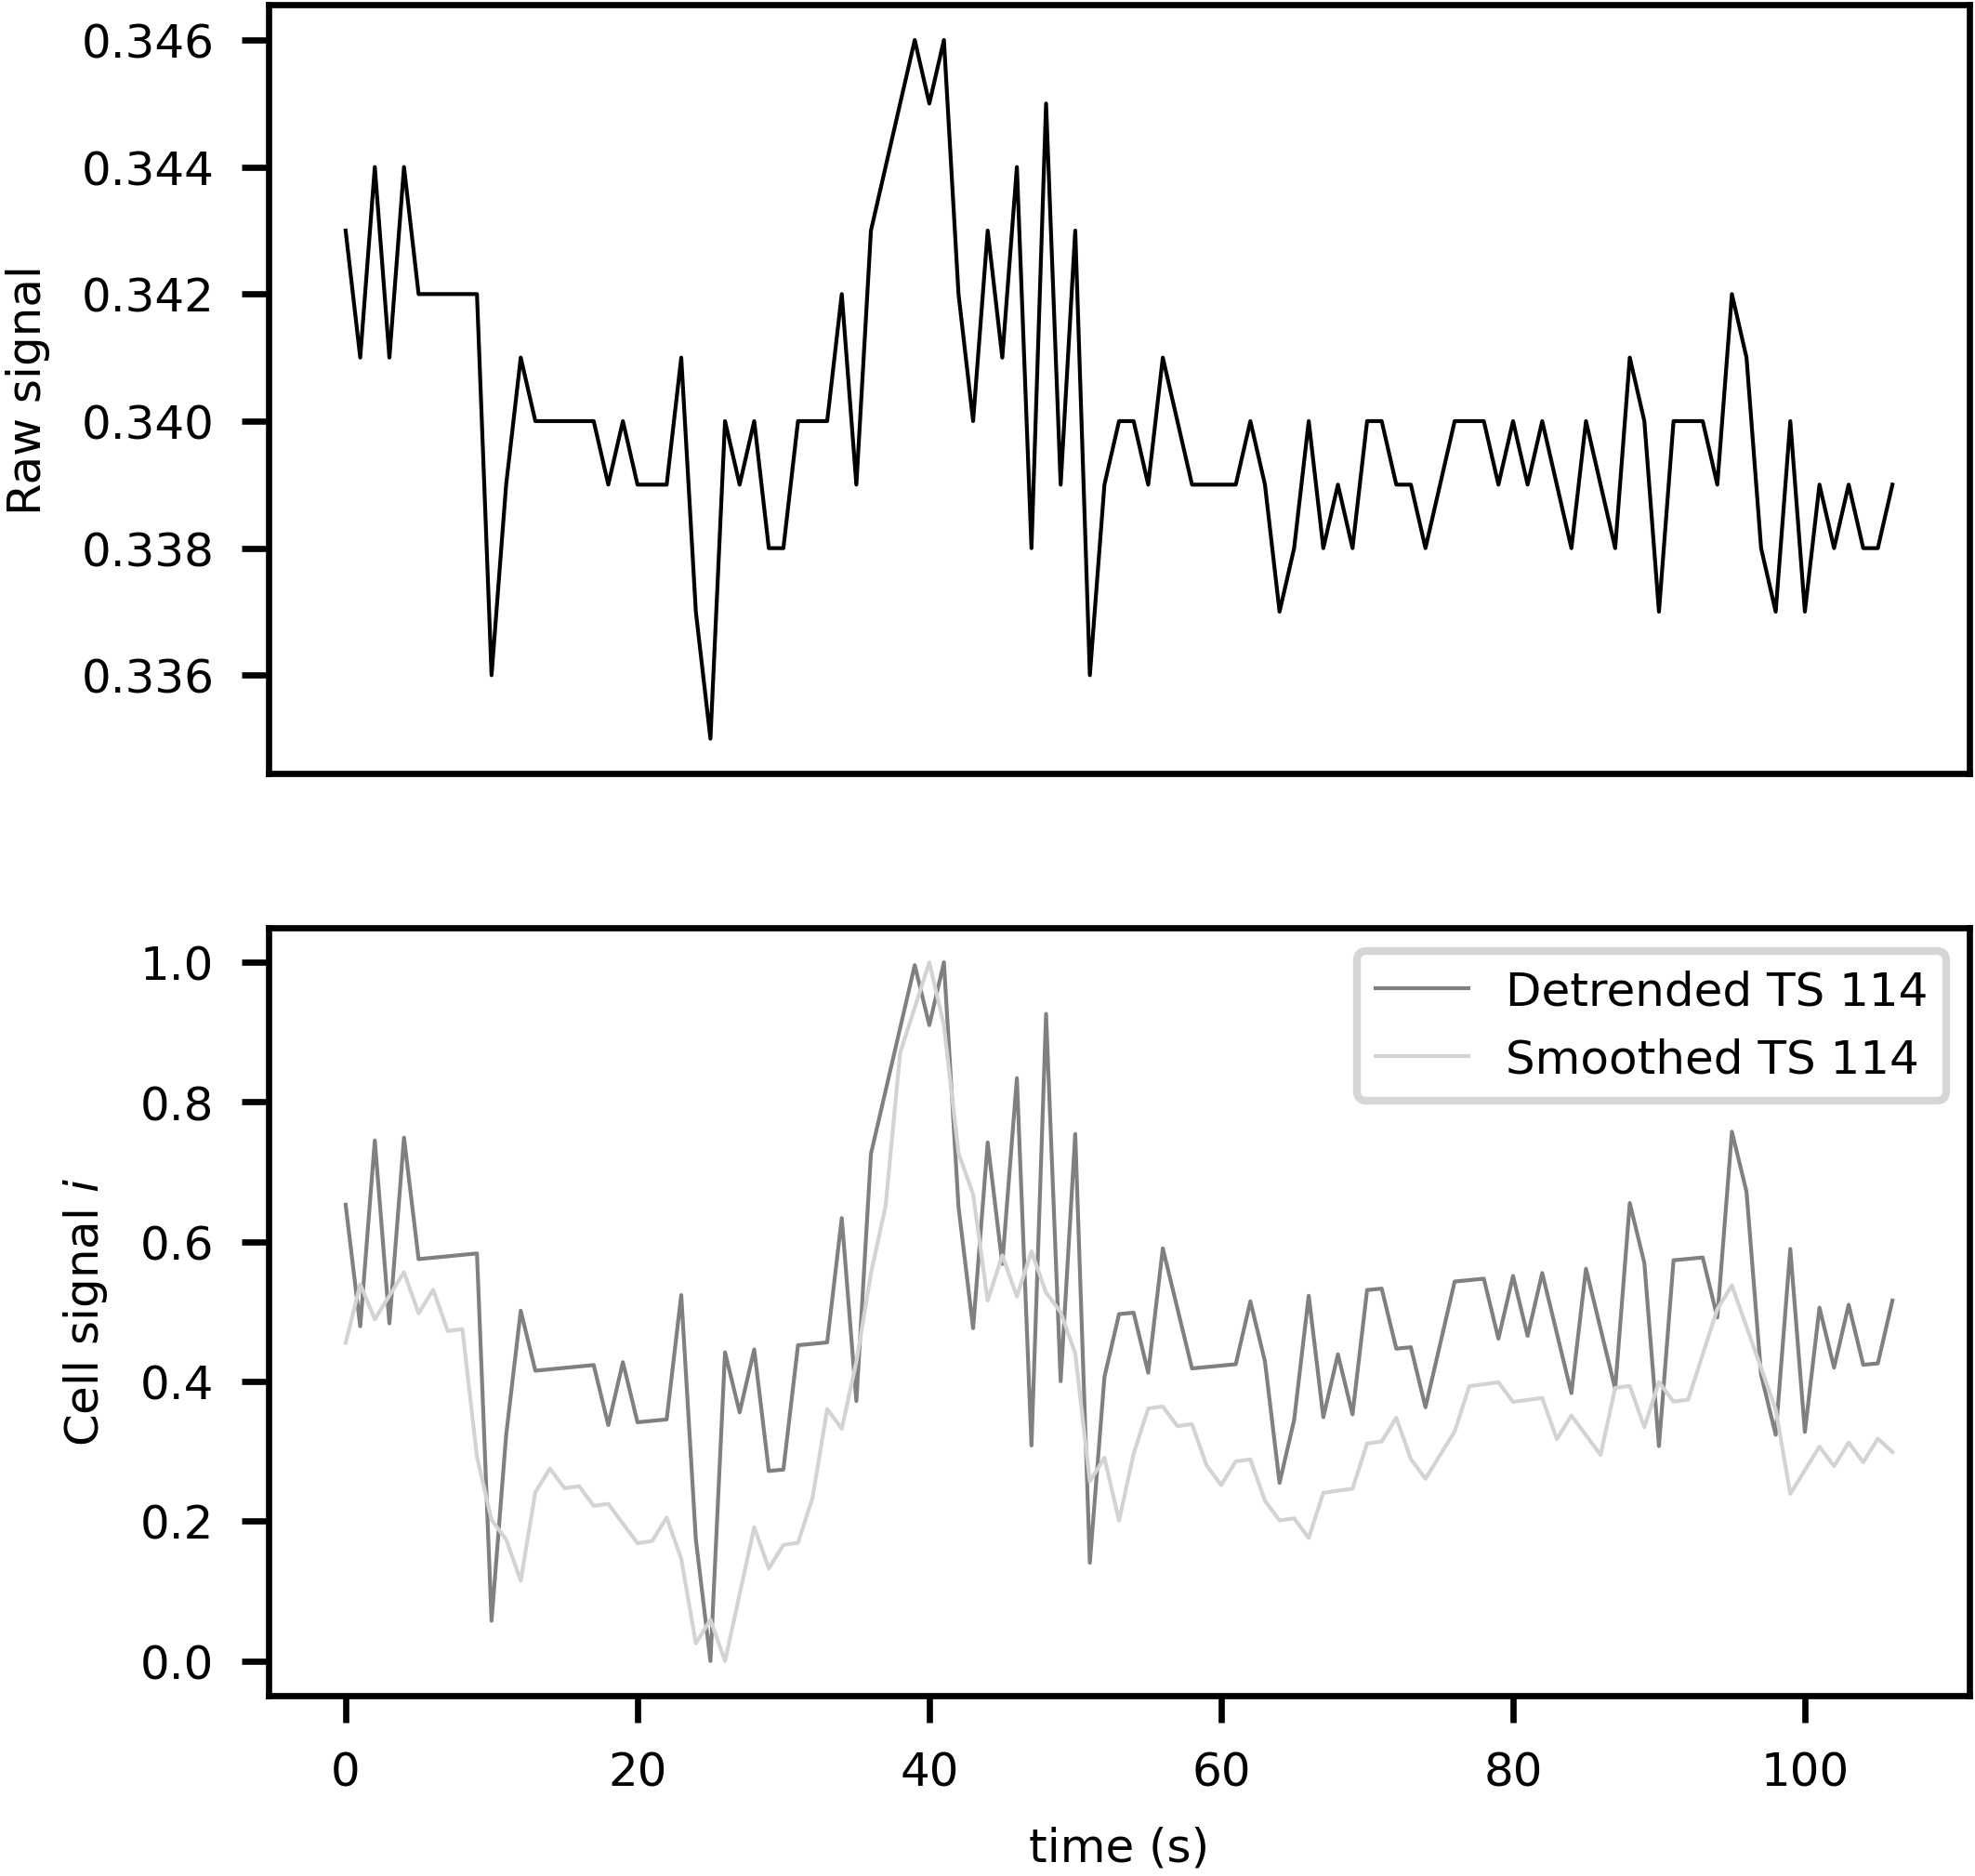 0.346
0.344
0.342
0.340
0.338
0.336
Raw signal
1.0
0.8
0.6
0.4
0.2
0.0
Cell signal i
Detrended TS 114
Smoothed TS 114
0 20 40 60 80 100
time (s)